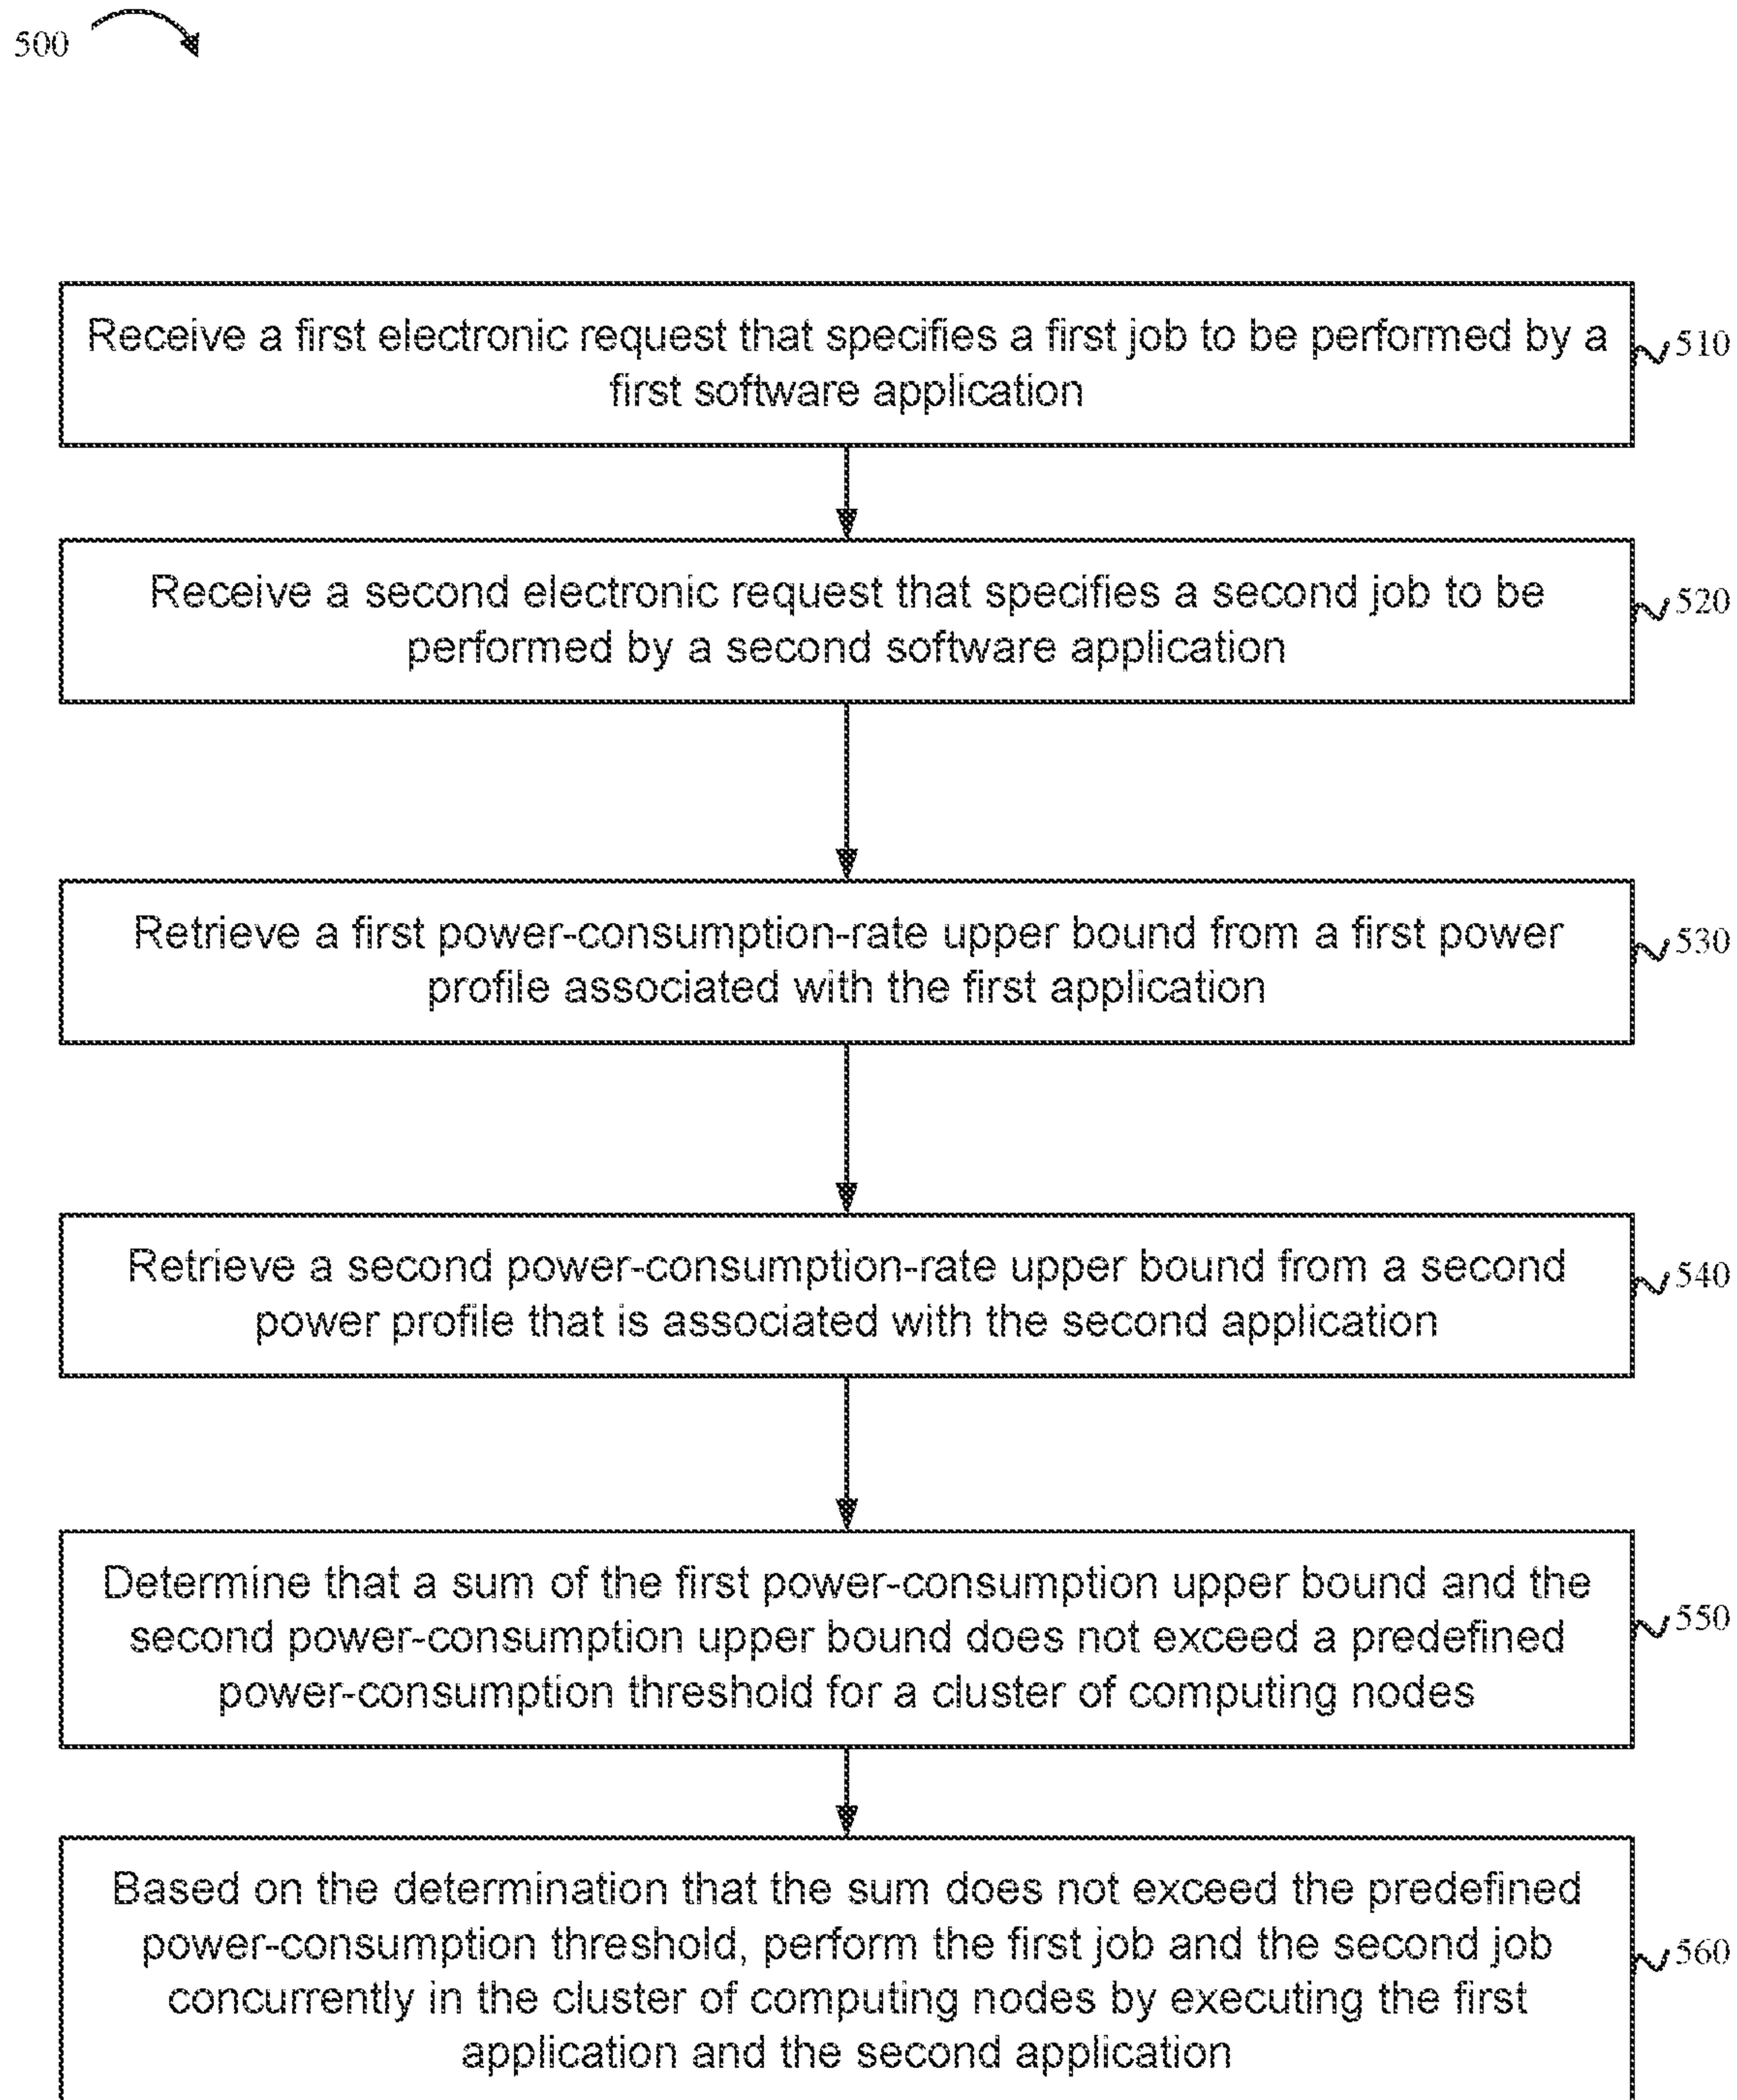 500
Receive a first electronic request that specifies a first job to be performed by a
first software application
510
Receive a second electronic request that specifies a second job to be
performed by a second software application
520
Retrieve a first power-consumption-rate upper bound from a first power
profile associated with the first application
530
Retrieve a second power-consumption-rate upper bound from a second
power profile that is associated with the second application
540
Determine that a sum of the first power-consumption upper bound and the
second power-consumption upper bound does not exceed a predefined
power-consumption threshold for a cluster of computing nodes
550
Based on the determination that the sum does not exceed the predefined
power-consumption threshold, perform the first job and the second job
concurrently in the cluster of computing nodes by executing the first
application and the second application
560